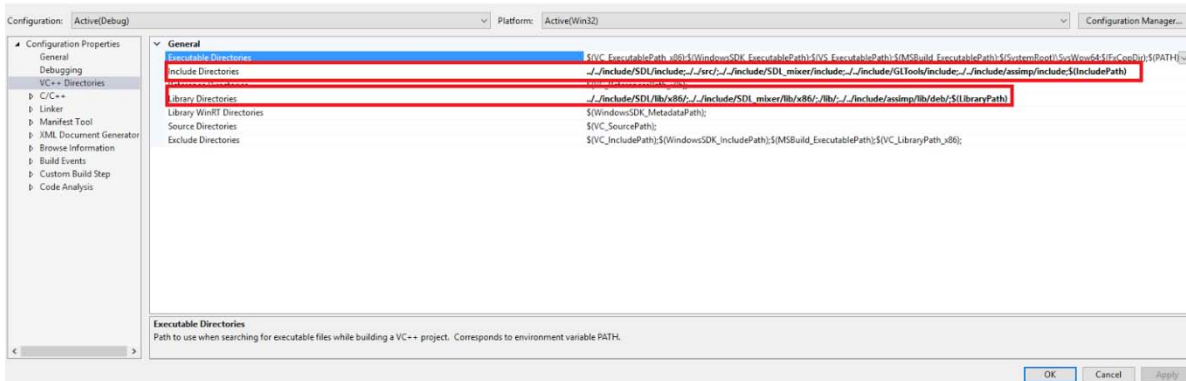 Configuration: Active(Debug) Platform: Active(Win32) Configuration Manager...
Configuration Properties
General
Debugging
VC++ Directories
C/C++
Linker
Manifest Tool
XML Document Generator
Browse Information
Build Events
Custom Build Step
Code Analysis
General
Executable Directories $(VC_ExecutablePath_x86);$(WindowsSDK_ExecutablePath);$(VS_ExecutablePath);$(MSBuild_ExecutablePath);$(SystemRoot)\SysWow64;$(FxCopDir);$(PATH)
Include Directories ../../include/SDL/include;../../src/;../../include/SDL_mixer/include;../../include/GLTools/include;../../include/assimp/include;$(IncludePath)
Library Directories ../../include/SDL/lib/x86/;../../include/SDL_mixer/lib/x86/;./lib/;../../include/assimp/lib/deb/;$(LibraryPath)
Library WinRT Directories $(WindowsSDK_MetadataPath);
Source Directories $(VC_SourcePath);
Exclude Directories $(VC_IncludePath);$(WindowsSDK_IncludePath);$(MSBuild_ExecutablePath);$(VC_LibraryPath_x86);
Executable Directories
Path to use when searching for executable files while building a VC++ project. Corresponds to environment variable PATH.
OK Cancel Apply